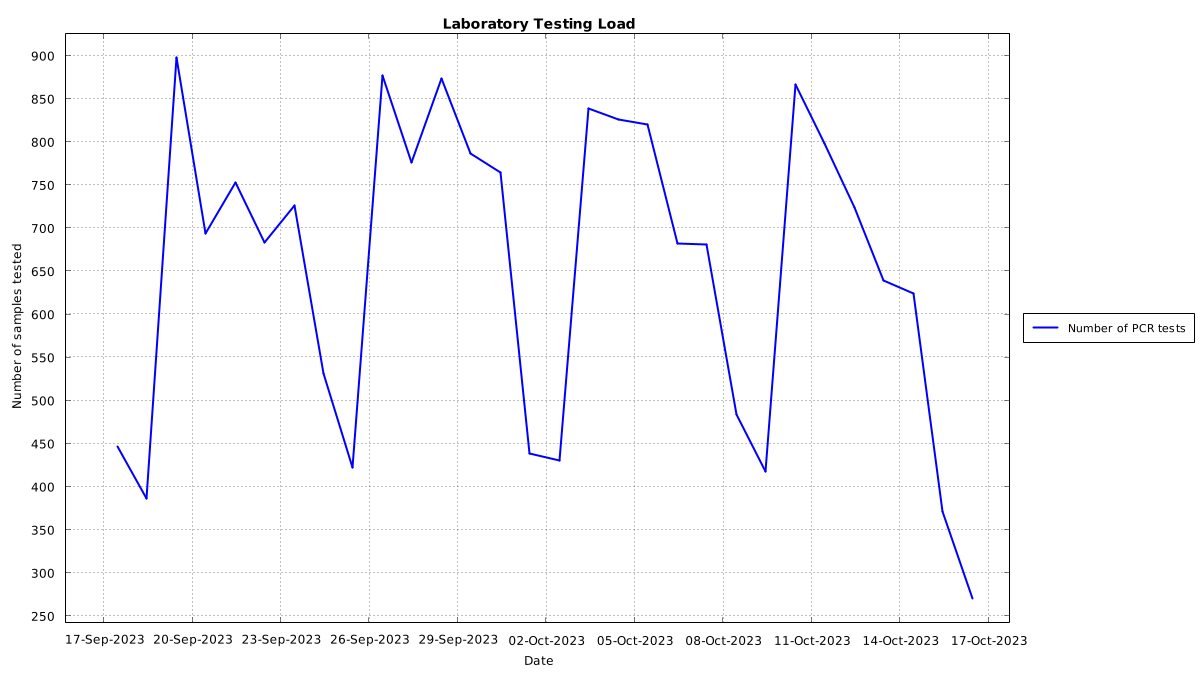 Laboratory Testing Load
900
850
800
750
700
650
600
550
500
450
400
350
300
250
Number of samples tested
17-Sep-2023 20-Sep-2023 23-Sep-2023 26-Sep-2023 29-Sep-2023 02-Oct-2023 05-Oct-2023 08-Oct-2023 11-Oct-2023 14-Oct-2023 17-Oct-2023
Date
Number of PCR tests